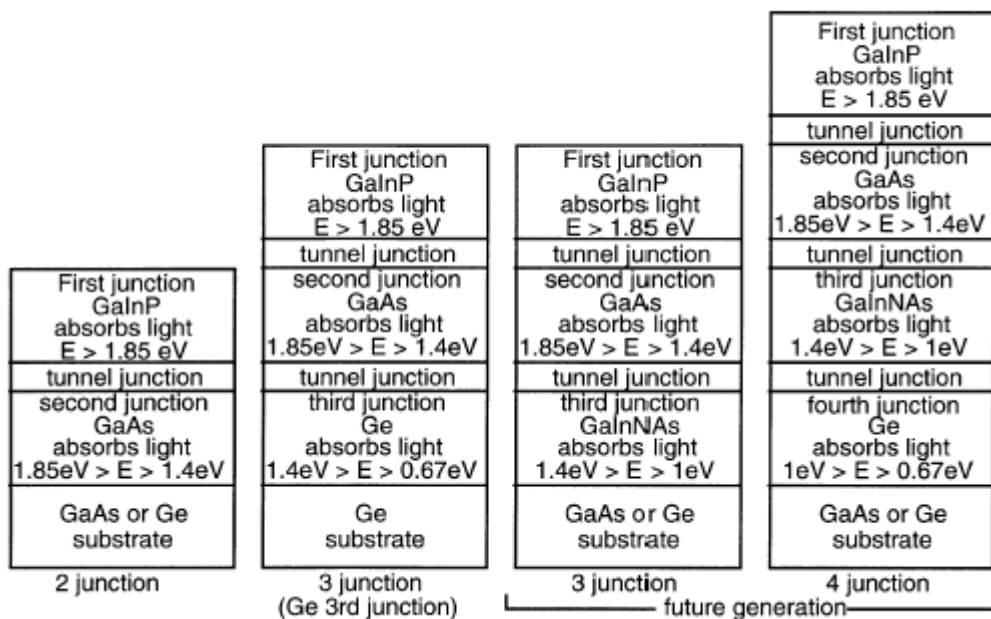 First junction
GaInP
absorbs light
E > 1.85 eV
tunnel junction
second junction
GaAs
absorbs light
1.85eV > E > 1.4eV
GaAs or Ge
substrate
2 junction
First junction
GaInP
absorbs light
E > 1.85 eV
tunnel junction
second junction
GaAs
absorbs light
1.85eV > E > 1.4eV
tunnel junction
third junction
Ge
absorbs light
1.4eV > E > 0.67eV
Ge
substrate
3 junction
(Ge 3rd junction)
First junction
GaInP
absorbs light
E > 1.85 eV
tunnel junction
second junction
GaAs
absorbs light
1.85eV > E > 1.4eV
tunnel junction
third junction
GaInNAs
absorbs light
1.4eV > E > 1eV
GaAs or Ge
substrate
3 junction
First junction
GaInP
absorbs light
E > 1.85 eV
tunnel junction
second junction
GaAs
absorbs light
1.85eV > E > 1.4eV
tunnel junction
third junction
GaInNAs
absorbs light
1.4eV > E > 1eV
tunnel junction
fourth junction
Ge
absorbs light
1eV > E > 0.67eV
GaAs or Ge
substrate
4 junction
future generation